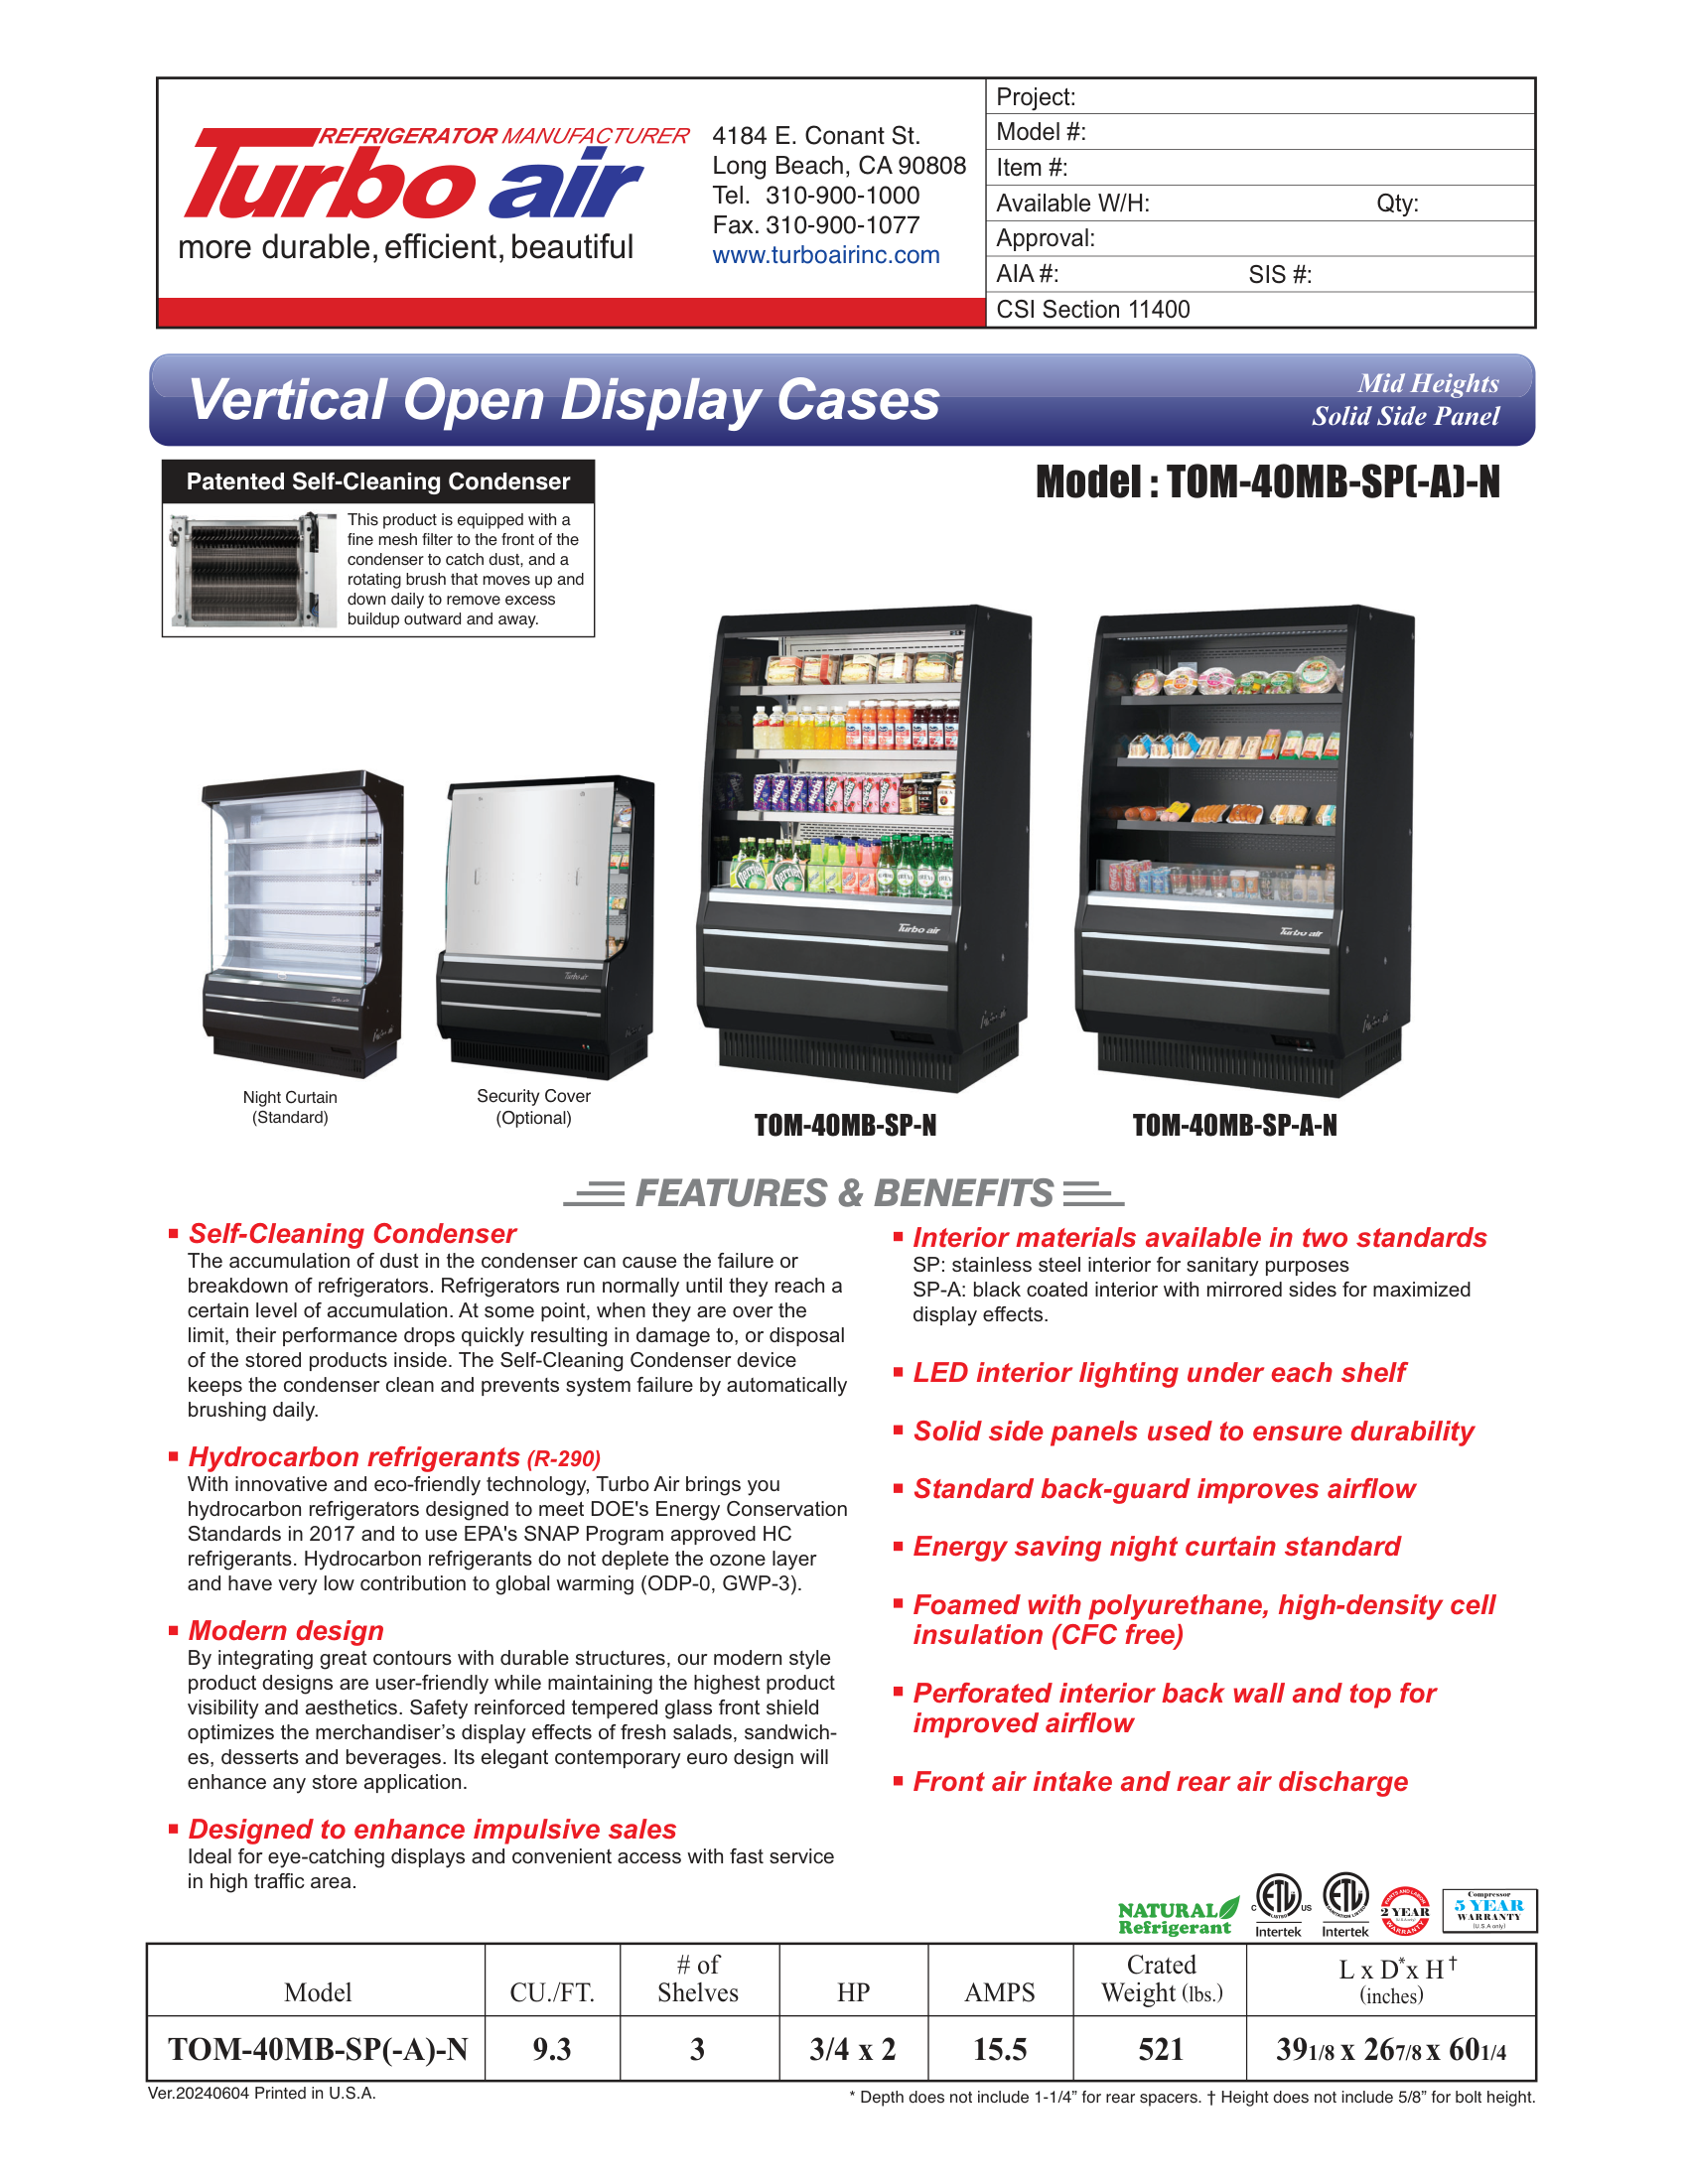 REFRIGERATOR MANUFACTURER
Turbo air
more durable, efficient, beautiful
4184 E. Conant St.
Long Beach, CA 90808
Tel. 310-900-1000
Fax. 310-900-1077
www.turboairinc.com
Project:
Model #:
Item #:
Available W/H: Qty:
Approval:
AIA #: SIS #:
CSI Section 11400
Vertical Open Display Cases
Mid Heights
Solid Side Panel
Patented Self-Cleaning Condenser
This product is equipped with a
fine mesh filter to the front of the
condenser to catch dust, and a
rotating brush that moves up and
down daily to remove excess
buildup outward and away.
Model : TOM-40MB-SP(-A)-N
Turbo air
Turbo air
Turbo air
Turbo air
Night Curtain
(Standard)
Security Cover
(Optional)
TOM-40MB-SP-N
TOM-40MB-SP-A-N
FEATURES & BENEFITS
▪ Self-Cleaning Condenser
The accumulation of dust in the condenser can cause the failure or
breakdown of refrigerators. Refrigerators run normally until they reach a
certain level of accumulation. At some point, when they are over the
limit, their performance drops quickly resulting in damage to, or disposal
of the stored products inside. The Self-Cleaning Condenser device
keeps the condenser clean and prevents system failure by automatically
brushing daily.
▪ Hydrocarbon refrigerants (R-290)
With innovative and eco-friendly technology, Turbo Air brings you
hydrocarbon refrigerators designed to meet DOE's Energy Conservation
Standards in 2017 and to use EPA's SNAP Program approved HC
refrigerants. Hydrocarbon refrigerants do not deplete the ozone layer
and have very low contribution to global warming (ODP-0, GWP-3).
▪ Modern design
By integrating great contours with durable structures, our modern style
product designs are user-friendly while maintaining the highest product
visibility and aesthetics. Safety reinforced tempered glass front shield
optimizes the merchandiser’s display effects of fresh salads, sandwich-
es, desserts and beverages. Its elegant contemporary euro design will
enhance any store application.
▪ Designed to enhance impulsive sales
Ideal for eye-catching displays and convenient access with fast service
in high traffic area.
▪ Interior materials available in two standards
SP: stainless steel interior for sanitary purposes
SP-A: black coated interior with mirrored sides for maximized
display effects.
▪ LED interior lighting under each shelf
▪ Solid side panels used to ensure durability
▪ Standard back-guard improves airflow
▪ Energy saving night curtain standard
▪ Foamed with polyurethane, high-density cell
insulation (CFC free)
▪ Perforated interior back wall and top for
improved airflow
▪ Front air intake and rear air discharge
NATURAL
Refrigerant
C ETL US
LISTED
Intertek
ETL
SANITATION LISTED
Intertek
PARTS AND LABOR
2 YEAR
(U.S.A only)
WARRANTY
Compressor
5 YEAR
WARRANTY
(U.S.A only)
Model CU./FT. # of Shelves HP AMPS Crated Weight (lbs.) L x D* x H† (inches)
TOM-40MB-SP(-A)-N 9.3 3 3/4 x 2 15.5 521 39 1/8 x 26 7/8 x 60 1/4
Ver.20240604 Printed in U.S.A.
* Depth does not include 1-1/4” for rear spacers. † Height does not include 5/8” for bolt height.